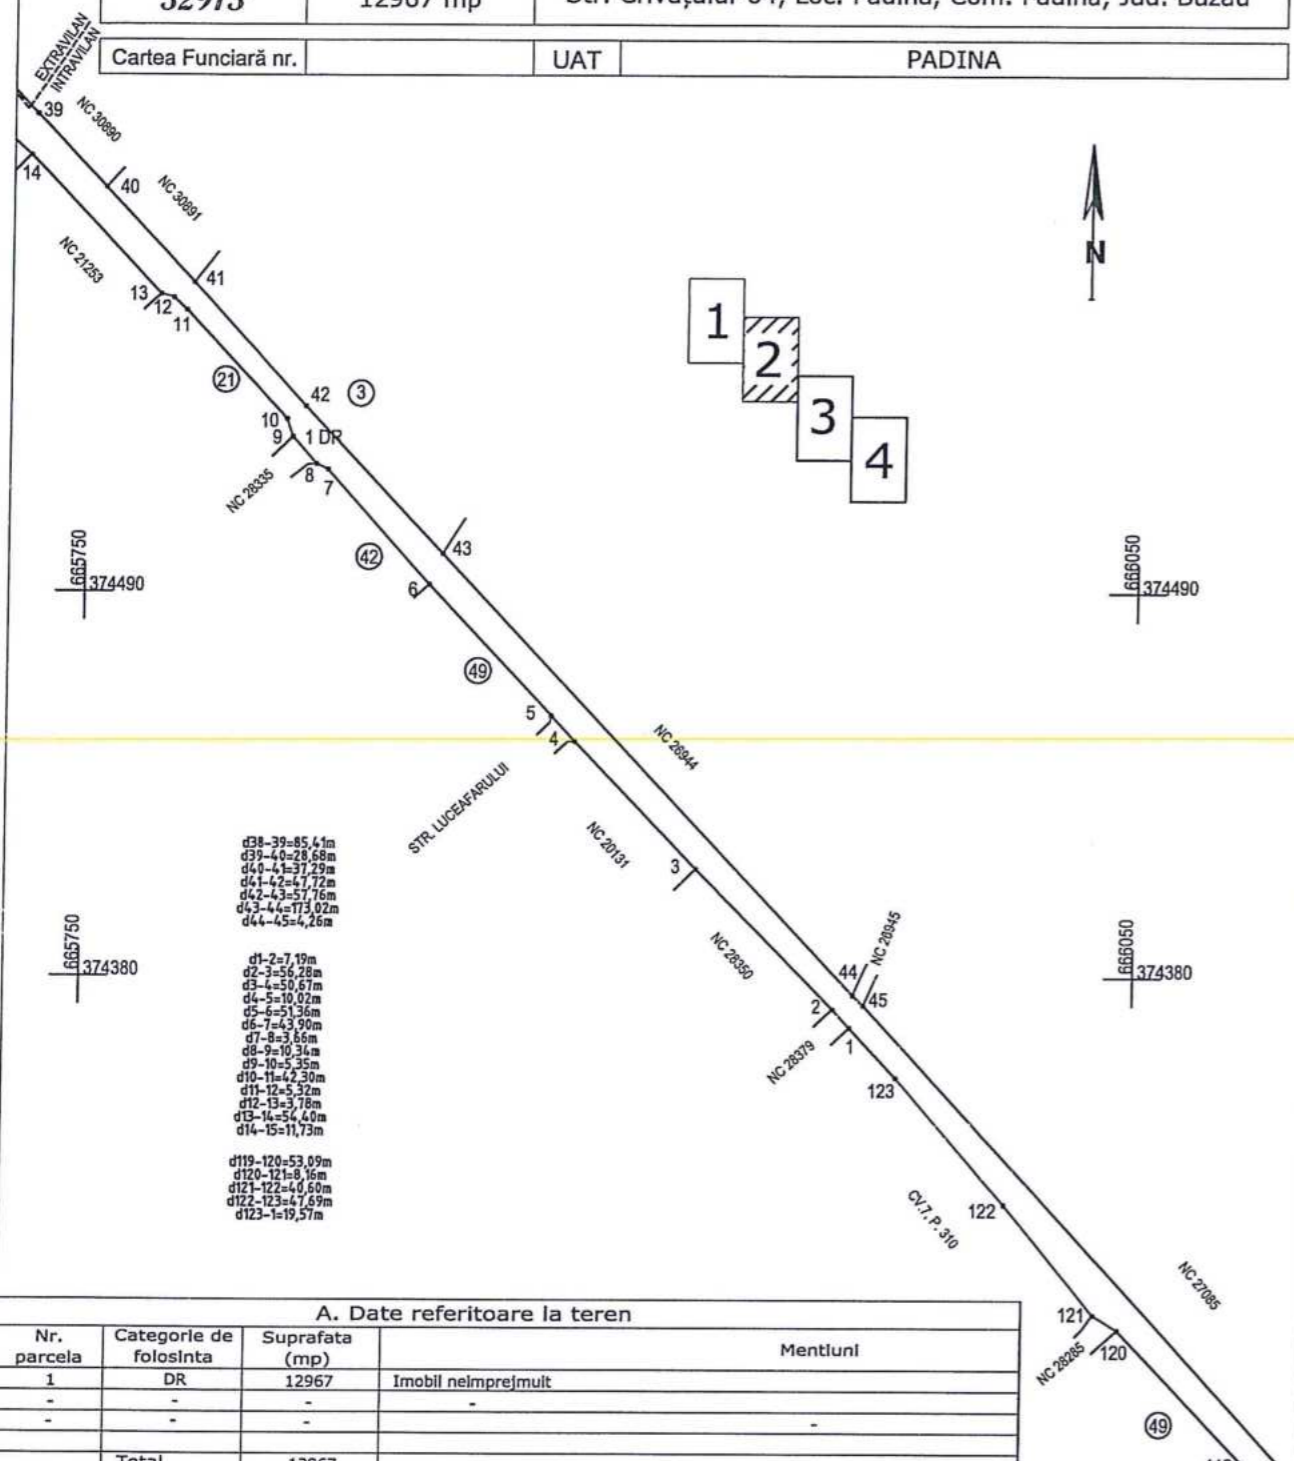 32973 12967 mp
Cartea Funciară nr. UAT PADINA
EXTRAVILAN
INTRAVILAN
39
NC 30890
14
40
NC 30891
NC 21253
41
13
12
11
N
1
2
3
4
21
42
3
10
9
1 DR
8
7
NC 28335
43
42
6
665750
374490
666050
374490
49
5
4
NC 26944
STR. LUCEAFARULUI
NC 20131
3
d38-39=85,41m
d39-40=28,68m
d40-41=37,29m
d41-42=47,72m
d42-43=57,76m
d43-44=173,02m
d44-45=4,26m
665750
374380
666050
374380
NC 28350
NC 26945
44
45
d1-2=7,19m
d2-3=56,28m
d3-4=50,67m
d4-5=10,02m
d5-6=51,36m
d6-7=43,90m
d7-8=3,66m
d8-9=10,34m
d9-10=5,35m
d10-11=42,30m
d11-12=5,32m
d12-13=3,78m
d13-14=54,40m
d14-15=11,73m
2
1
NC 28379
123
d119-120=53,09m
d120-121=8,16m
d121-122=40,60m
d122-123=47,69m
d123-1=19,57m
122
CV.7, P. 310
NC 27085
121
120
NC 28285
49
A. Date referitoare la teren
Nr. parcela Categorie de folosinta Suprafata (mp) Mentiuni
1 DR 12967 Imobil neimprejmuit
- - - -
- - - -
Total 12967